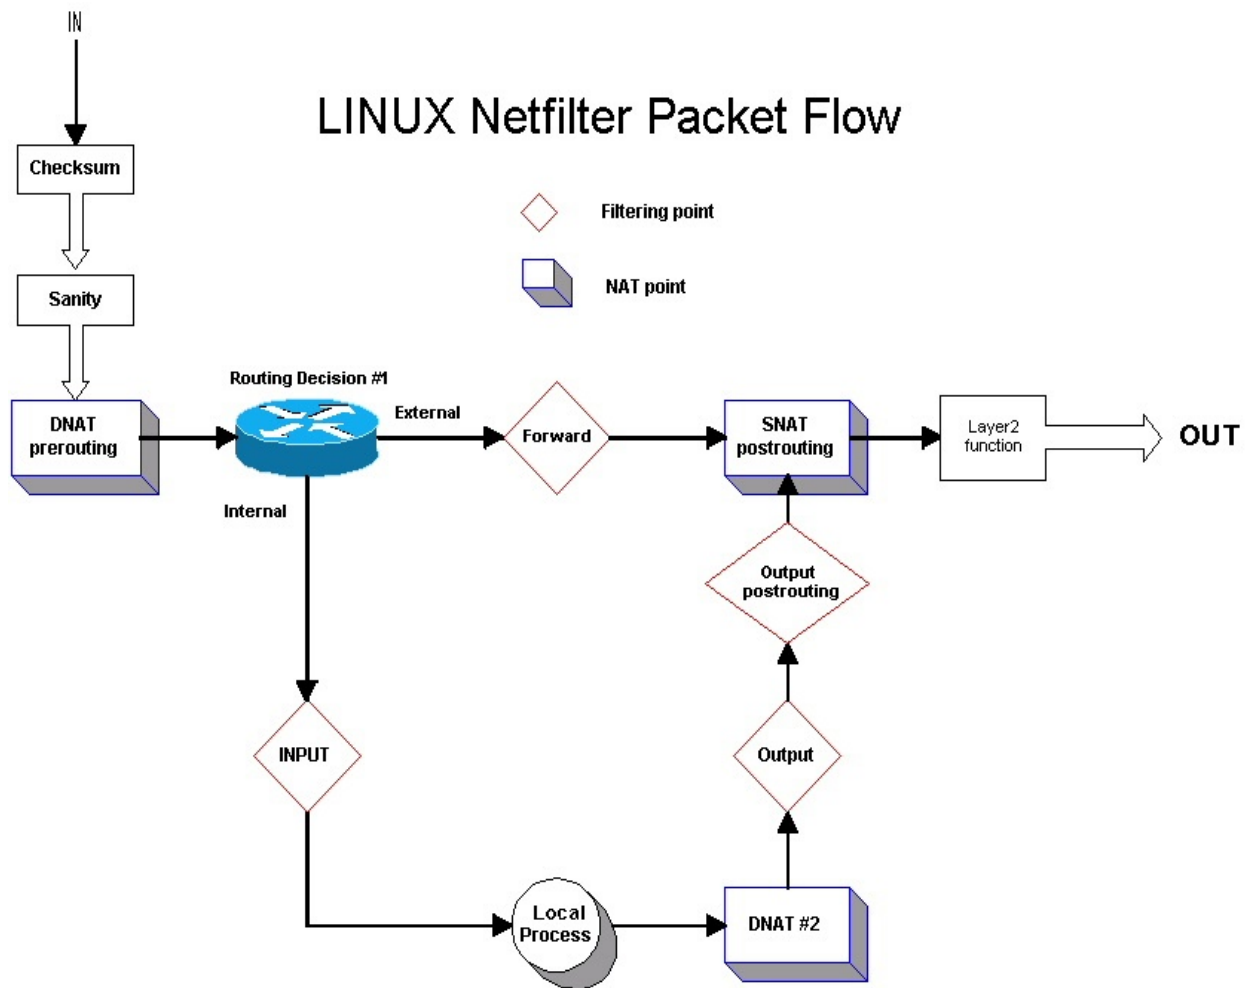 IN
LINUX Netfilter Packet Flow
Checksum
Filtering point
Sanity
NAT point
Routing Decision #1
DNAT
prerouting
External
Forward
SNAT
postrouting
Layer2
function
OUT
Internal
Output
postrouting
INPUT
Output
Local
Process
DNAT #2